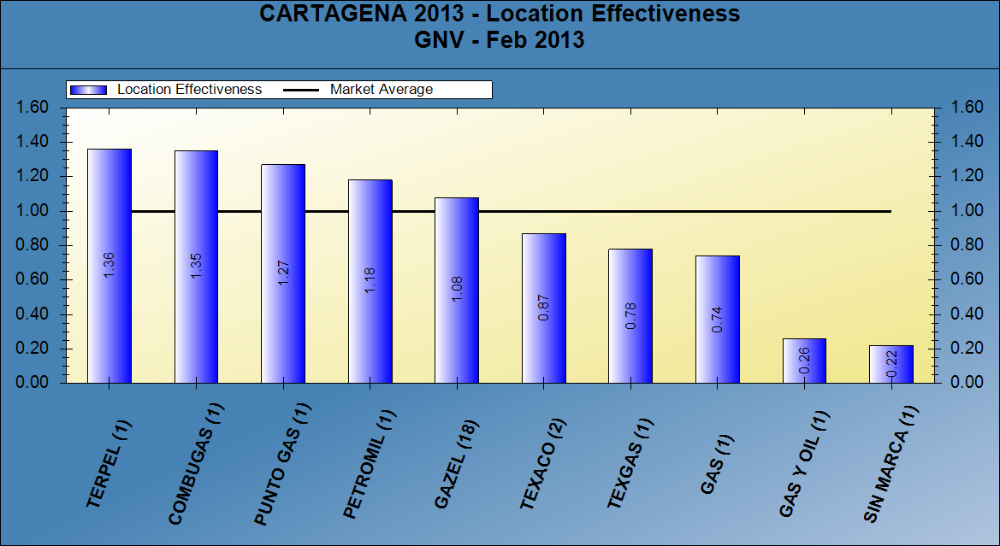 CARTAGENA 2013 - Location Effectiveness
GNV - Feb 2013
Location Effectiveness Market Average
1.60 1.60
1.40 1.40
1.20 1.20
1.00 1.00
0.80 0.80
0.60 0.60
0.40 0.40
0.20 0.20
0.00 0.00
1.36
1.35
1.27
1.18
1.08
0.87
0.78
0.74
0.26
0.22
TERPEL (1)
COMBUGAS (1)
PUNTO GAS (1)
PETROMIL (1)
GAZEL (18)
TEXACO (2)
TEXGAS (1)
GAS (1)
GAS Y OIL (1)
SIN MARCA (1)